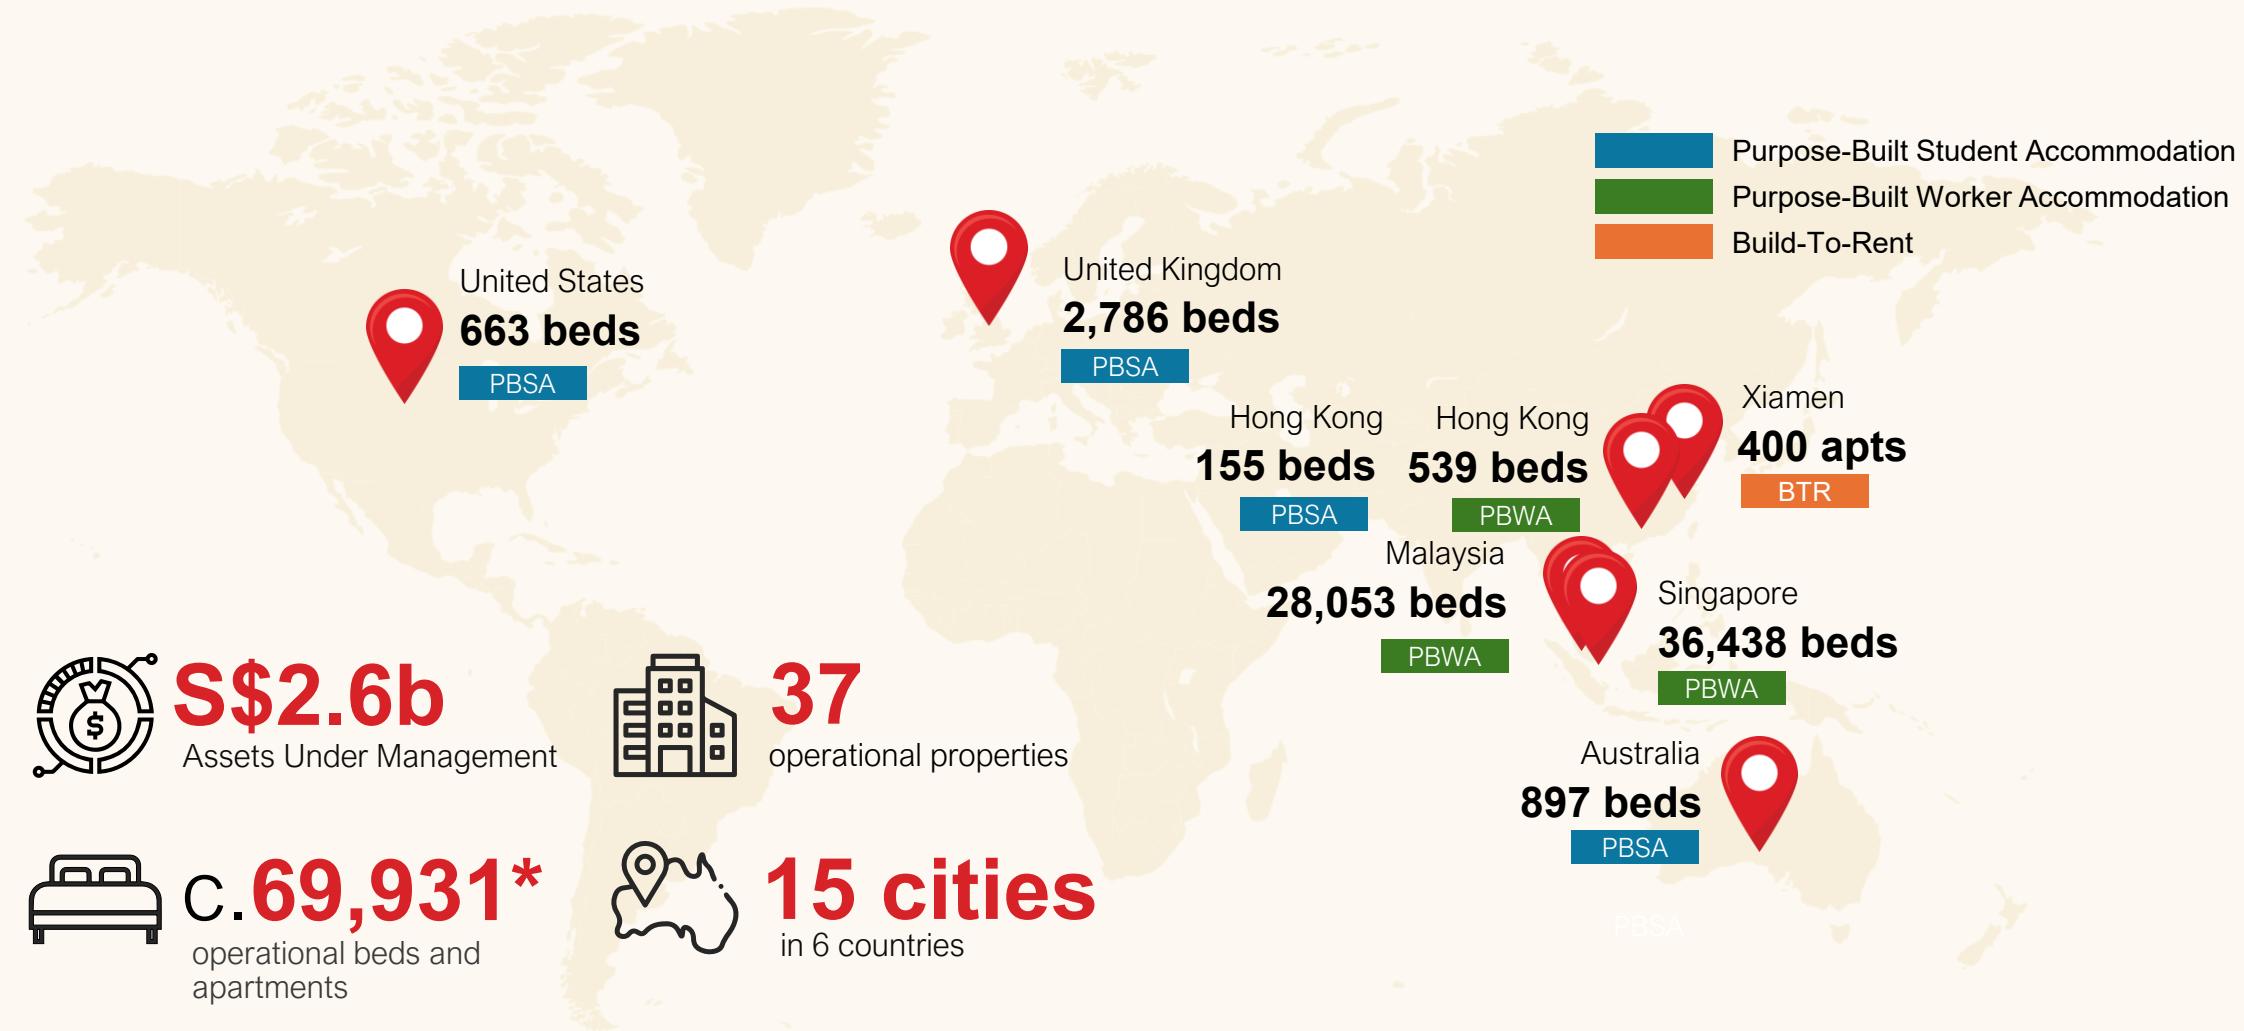 Purpose-Built Student Accommodation
Purpose-Built Worker Accommodation
Build-To-Rent
United States
663 beds
PBSA
United Kingdom
2,786 beds
PBSA
Hong Kong
155 beds
PBSA
Hong Kong
539 beds
PBWA
Xiamen
400 apts
BTR
Malaysia
28,053 beds
PBWA
Singapore
36,438 beds
PBWA
Australia
897 beds
PBSA
PBSA
$
S$2.6b
Assets Under Management
37
operational properties
c.69,931*
operational beds and
apartments
15 cities
in 6 countries